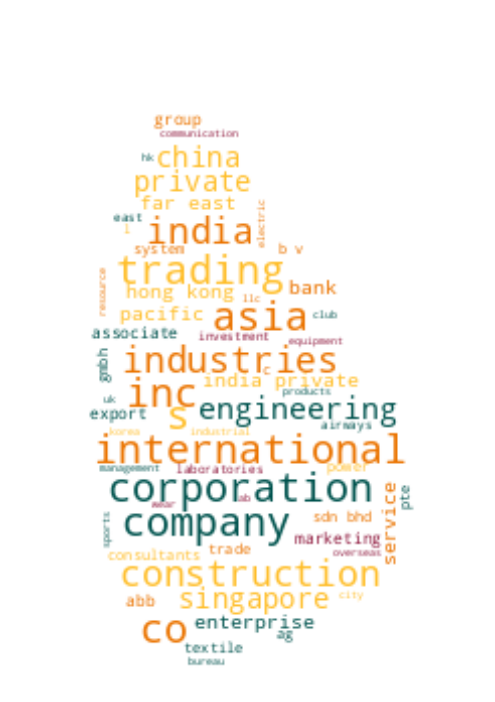 group
communication
hk china
private
far east
east
l india electric
system b v
trading
resource hong kong llc bank
pacific asia club
associate investment equipment
gmbh industries
c
inc india private
uk products
export s engineering
airways
korea industrial
international
management laboratories power
corporation
ab
wear pte
sports company sdn bhd service
marketing
consultants trade overseas
construction
abb singapore city
co enterprise
ag
textile
bureau